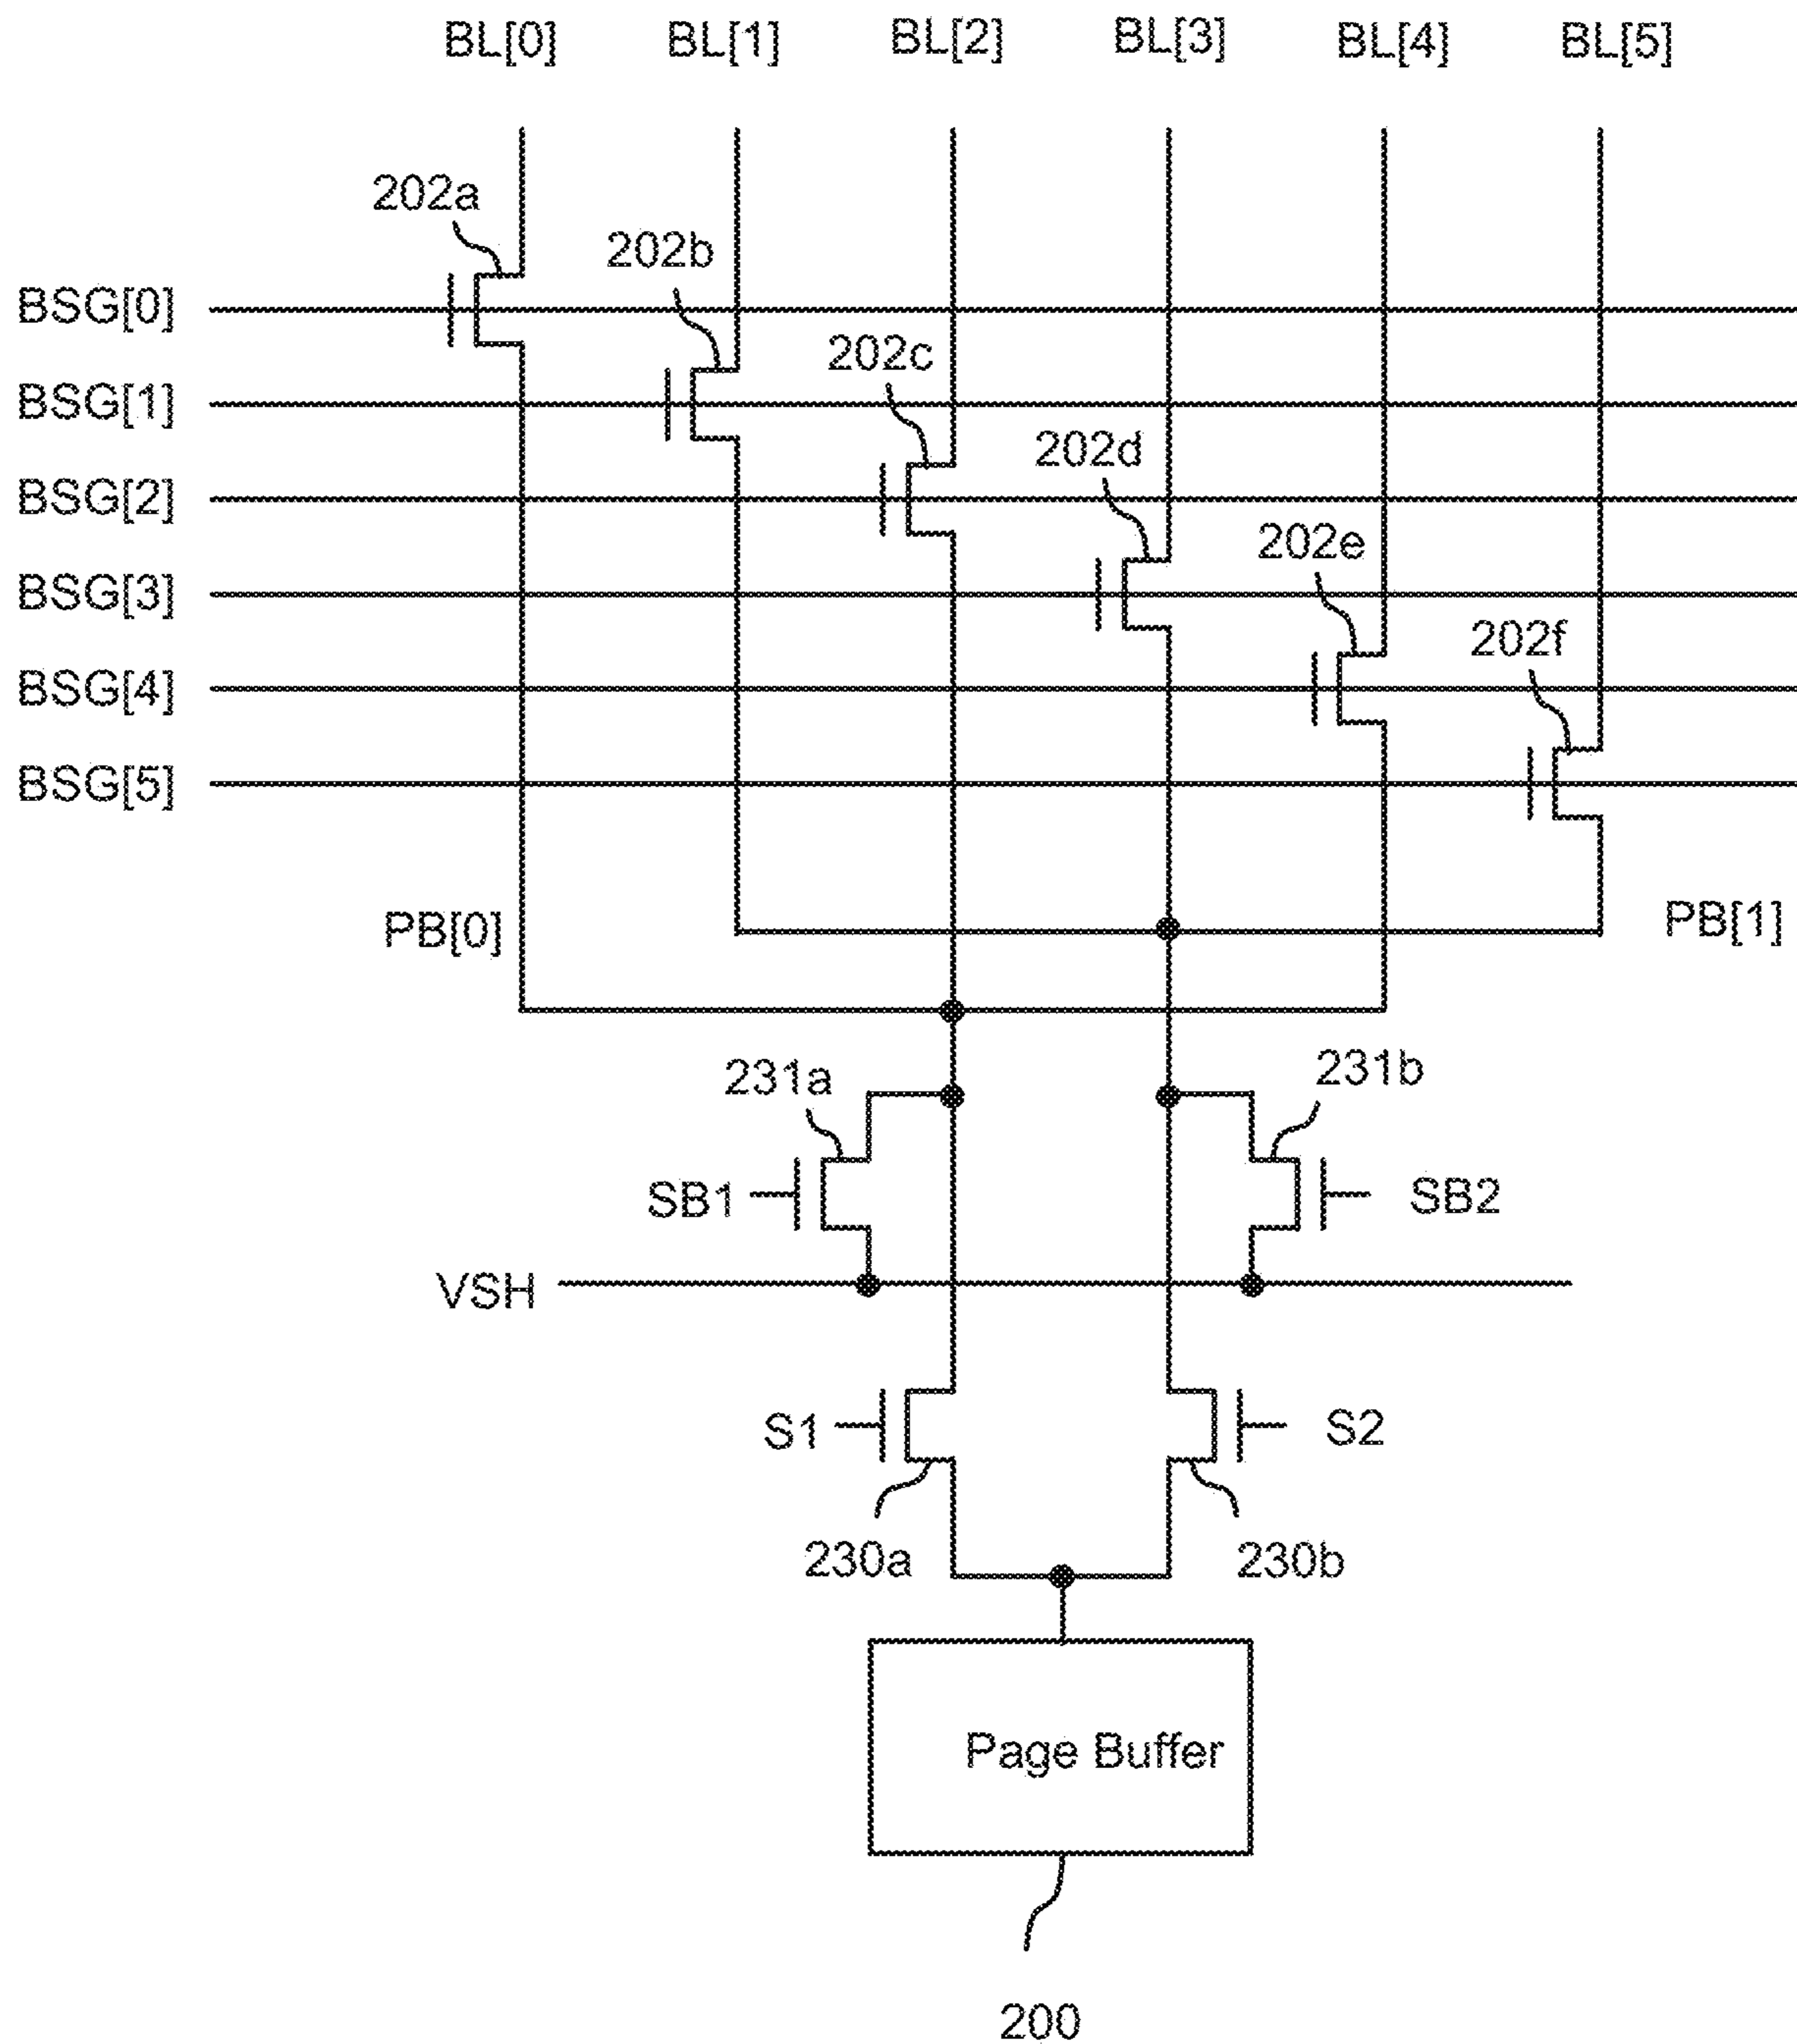 BL[0] BL[1] BL[2] BL[3] BL[4] BL[5]
202a
202b
BSG[0]
202c
BSG[1]
202d
BSG[2]
202e
BSG[3]
202f
BSG[4]
BSG[5]
PB[0] PB[1]
231a 231b
SB1 SB2
VSH
S1 S2
230a 230b
Page Buffer
200